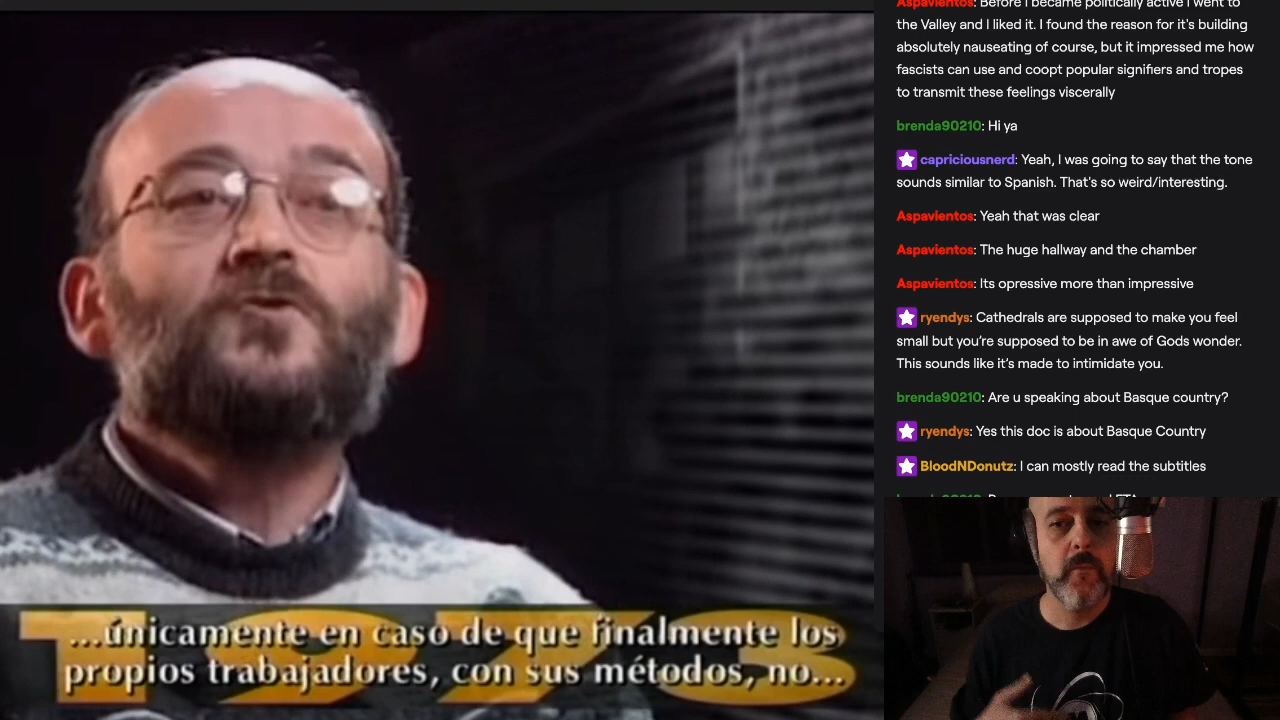 Aspavientos: Before I became politically active I went to
the Valley and I liked it. I found the reason for it's building
absolutely nauseating of course, but it impressed me how
fascists can use and coopt popular signifiers and tropes
to transmit these feelings viscerally
brenda90210: Hi ya
capriciousnerd: Yeah, I was going to say that the tone
sounds similar to Spanish. That's so weird/interesting.
Aspavientos: Yeah that was clear
Aspavientos: The huge hallway and the chamber
Aspavientos: Its opressive more than impressive
ryendys: Cathedrals are supposed to make you feel
small but you’re supposed to be in awe of Gods wonder.
This sounds like it’s made to intimidate you.
brenda90210: Are u speaking about Basque country?
ryendys: Yes this doc is about Basque Country
BloodNDonutz: I can mostly read the subtitles
1978
...únicamente en caso de que finalmente los
propios trabajadores, con sus métodos, no...